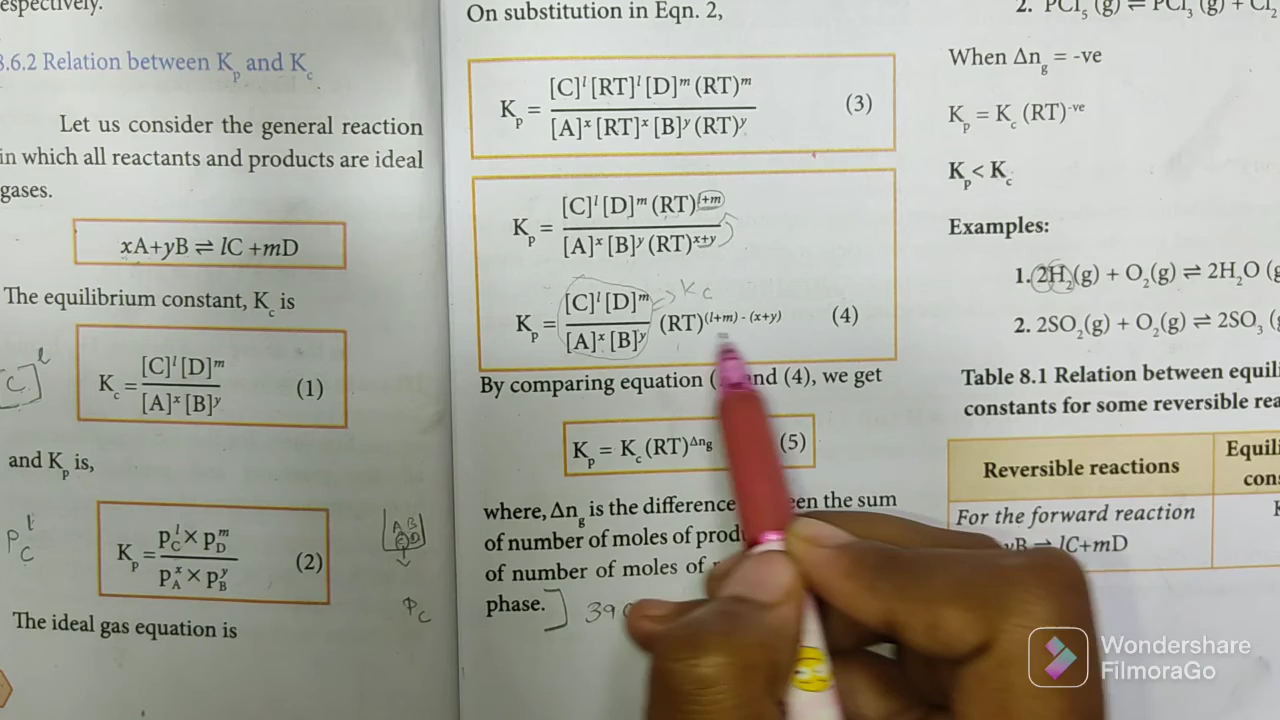 espectively.
8.6.2 Relation between Kp and Kc
Let us consider the general reaction
in which all reactants and products are ideal
gases.
xA+yB ⇌ lC +mD
The equilibrium constant, Kc is
Kc = [C]^l [D]^m / [A]^x [B]^y (1)
C]^l
and Kp is,
Kp = p_C^l × p_D^m / p_A^x × p_B^y (2)
P_C^l
A B
C D
P_C
The ideal gas equation is
On substitution in Eqn. 2,
Kp = [C]^l [RT]^l [D]^m (RT)^m / [A]^x [RT]^x [B]^y (RT)^y (3)
Kp = [C]^l [D]^m (RT)^l+m / [A]^x [B]^y (RT)^x+y
Kc
Kp = [C]^l [D]^m / [A]^x [B]^y (RT)^(l+m) - (x+y) (4)
By comparing equation ( and (4), we get
Kp = Kc (RT)^Δng (5)
where, Δng is the difference een the sum
of number of moles of prod
of number of moles of
phase.
2. PCl5 (g) ⇌ PCl3 (g) + Cl2
When Δng = -ve
Kp = Kc (RT)^-ve
Kp < Kc
Examples:
1. 2H2(g) + O2(g) ⇌ 2H2O (g
2. 2SO2(g) + O2(g) ⇌ 2SO3 (g
Table 8.1 Relation between equili
constants for some reversible rea
Reversible reactions
Equili
cons
For the forward reaction
yB ⇌ lC+mD
K
Wondershare
FilmoraGo